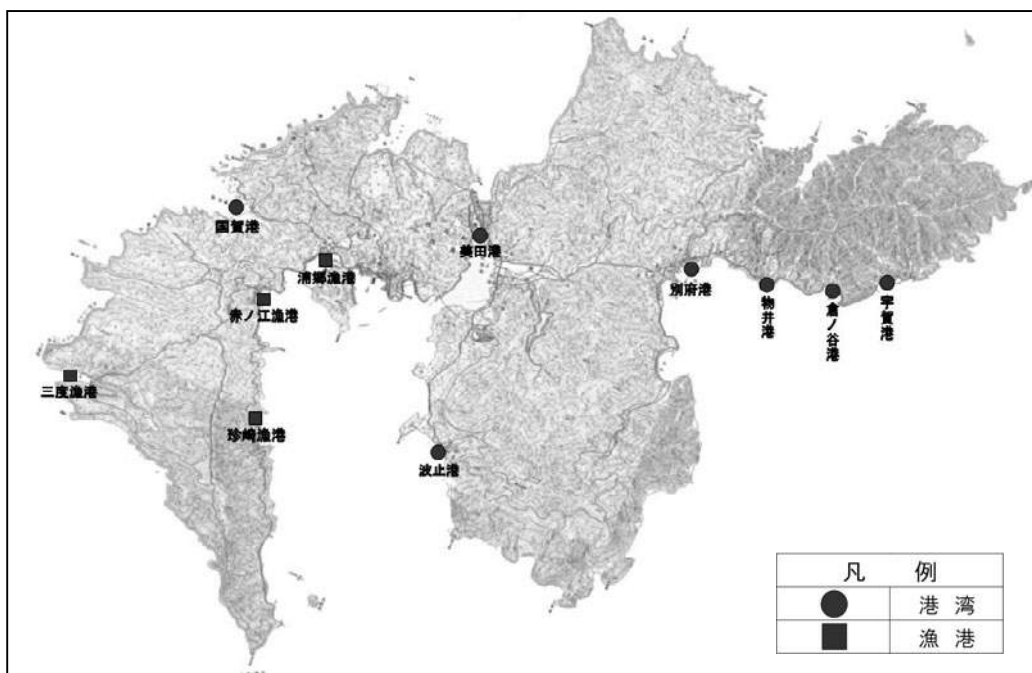 国賀港
美田港
浦郷漁港
別府港
物井港
倉ノ谷港
宇賀港
赤ノ江漁港
三度漁港
珍崎漁港
波止港
凡 例
港 湾
漁 港